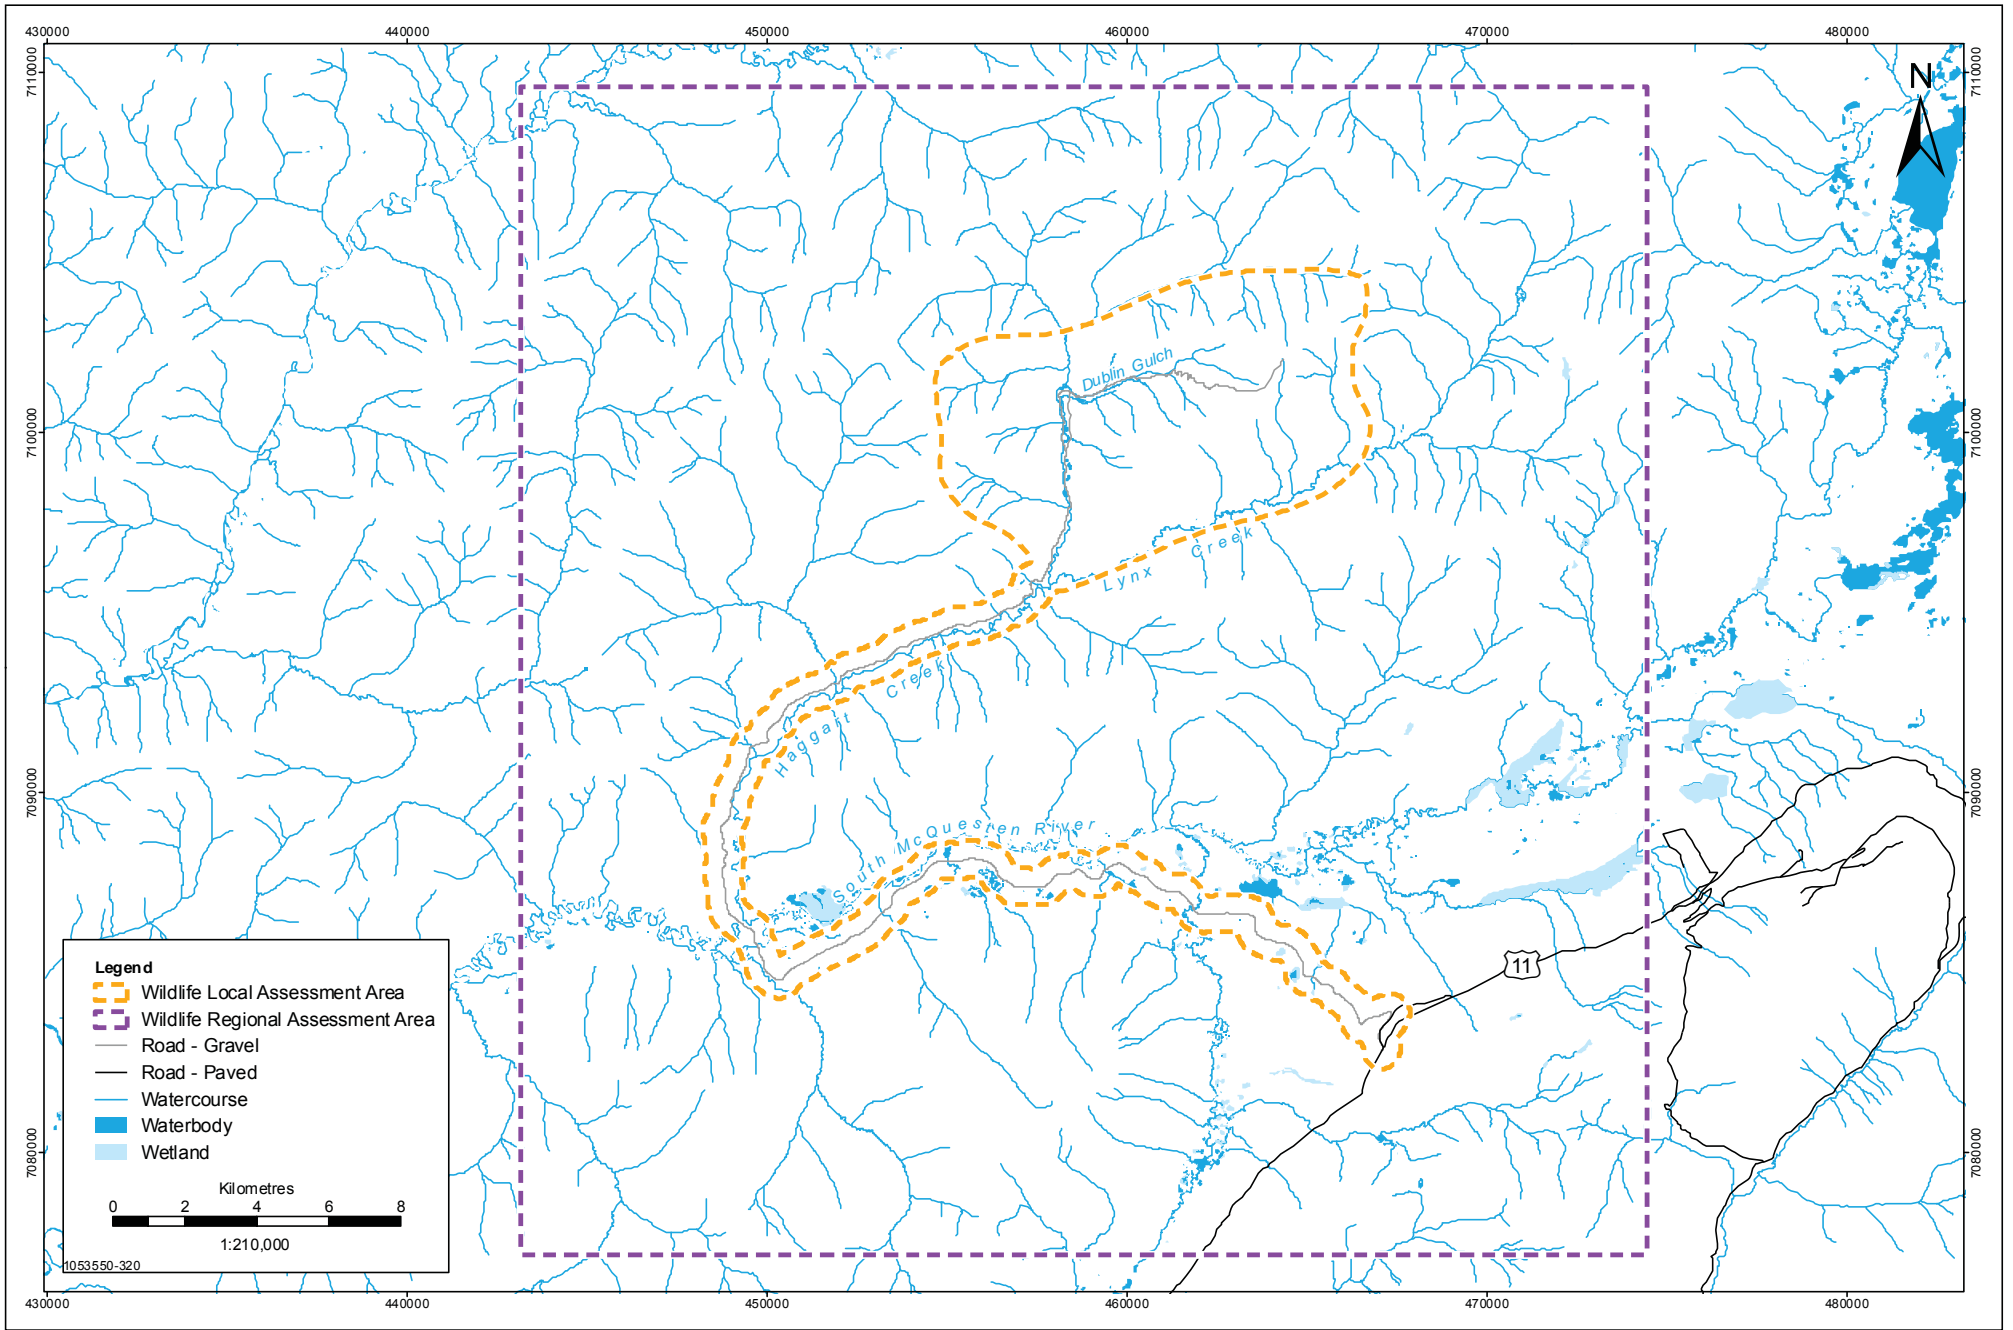 430000 440000 450000 460000 470000 480000
7110000 7110000
N
Dublin Gulch
7100000 7100000
Lynx Creek
Haggart Creek
7090000 7090000
South McQuesten River
11
Legend
Wildlife Local Assessment Area
Wildlife Regional Assessment Area
Road - Gravel
Road - Paved
Watercourse
Waterbody
Wetland
7080000 7080000
Kilometres
0 2 4 6 8
1:210,000
1053550-320
430000 440000 450000 460000 470000 480000